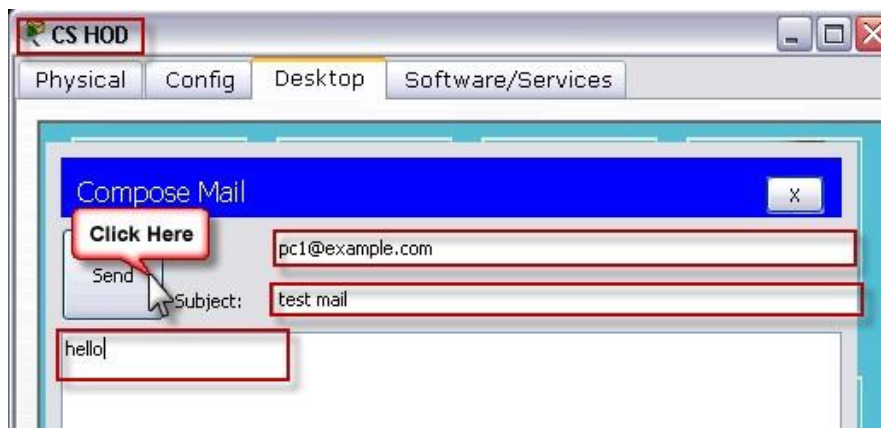 CS HOD
Physical Config Desktop Software/Services
Compose Mail X
Click Here
pc1@example.com
Send
Subject: test mail
hello